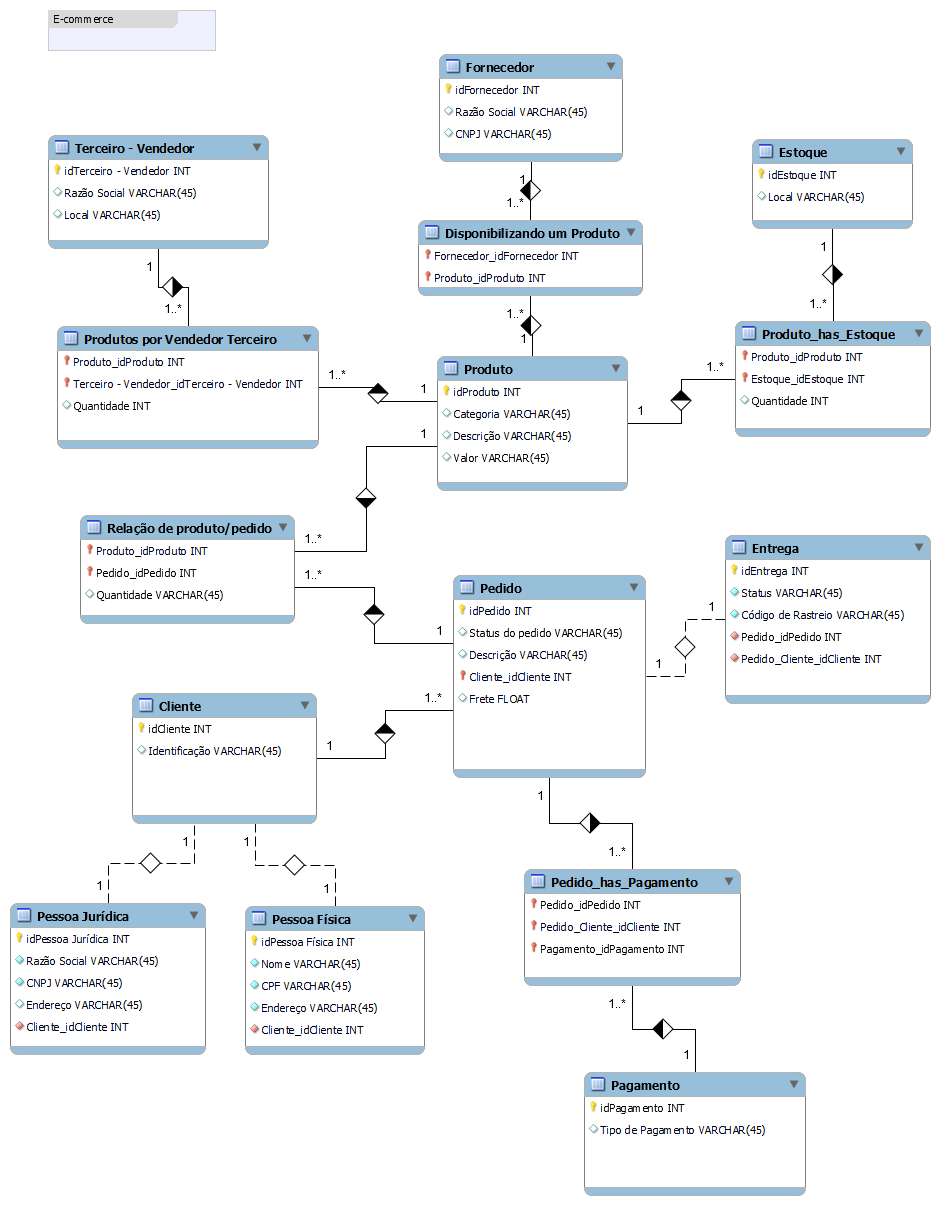 E-commerce
Fornecedor
idFornecedor INT
Razão Social VARCHAR(45)
CNPJ VARCHAR(45)
Terceiro - Vendedor
idTerceiro - Vendedor INT
Razão Social VARCHAR(45)
Local VARCHAR(45)
Estoque
idEstoque INT
Local VARCHAR(45)
1
1..*
Disponibilizando um Produto
Fornecedor_idFornecedor INT
Produto_idProduto INT
1
1..*
1
1..*
1..*
1
Produtos por Vendedor Terceiro
Produto_idProduto INT
Terceiro - Vendedor_idTerceiro - Vendedor INT
Quantidade INT
Produto_has_Estoque
Produto_idProduto INT
Estoque_idEstoque INT
Quantidade INT
Produto
idProduto INT
Categoria VARCHAR(45)
Descrição VARCHAR(45)
Valor VARCHAR(45)
1..*
1
1..*
1
1
1..*
Relação de produto/pedido
Produto_idProduto INT
Pedido_idPedido INT
Quantidade VARCHAR(45)
1..*
1
Pedido
idPedido INT
Status do pedido VARCHAR(45)
Descrição VARCHAR(45)
Cliente_idCliente INT
Frete FLOAT
Entrega
idEntrega INT
Status VARCHAR(45)
Código de Rastreio VARCHAR(45)
Pedido_idPedido INT
Pedido_Cliente_idCliente INT
1
1
Cliente
idCliente INT
Identificação VARCHAR(45)
1..*
1
1
1
1
1
Pessoa Jurídica
idPessoa Jurídica INT
Razão Social VARCHAR(45)
CNPJ VARCHAR(45)
Endereço VARCHAR(45)
Cliente_idCliente INT
Pessoa Física
idPessoa Física INT
Nome VARCHAR(45)
CPF VARCHAR(45)
Endereço VARCHAR(45)
Cliente_idCliente INT
1
1..*
Pedido_has_Pagamento
Pedido_idPedido INT
Pedido_Cliente_idCliente INT
Pagamento_idPagamento INT
1..*
1
Pagamento
idPagamento INT
Tipo de Pagamento VARCHAR(45)